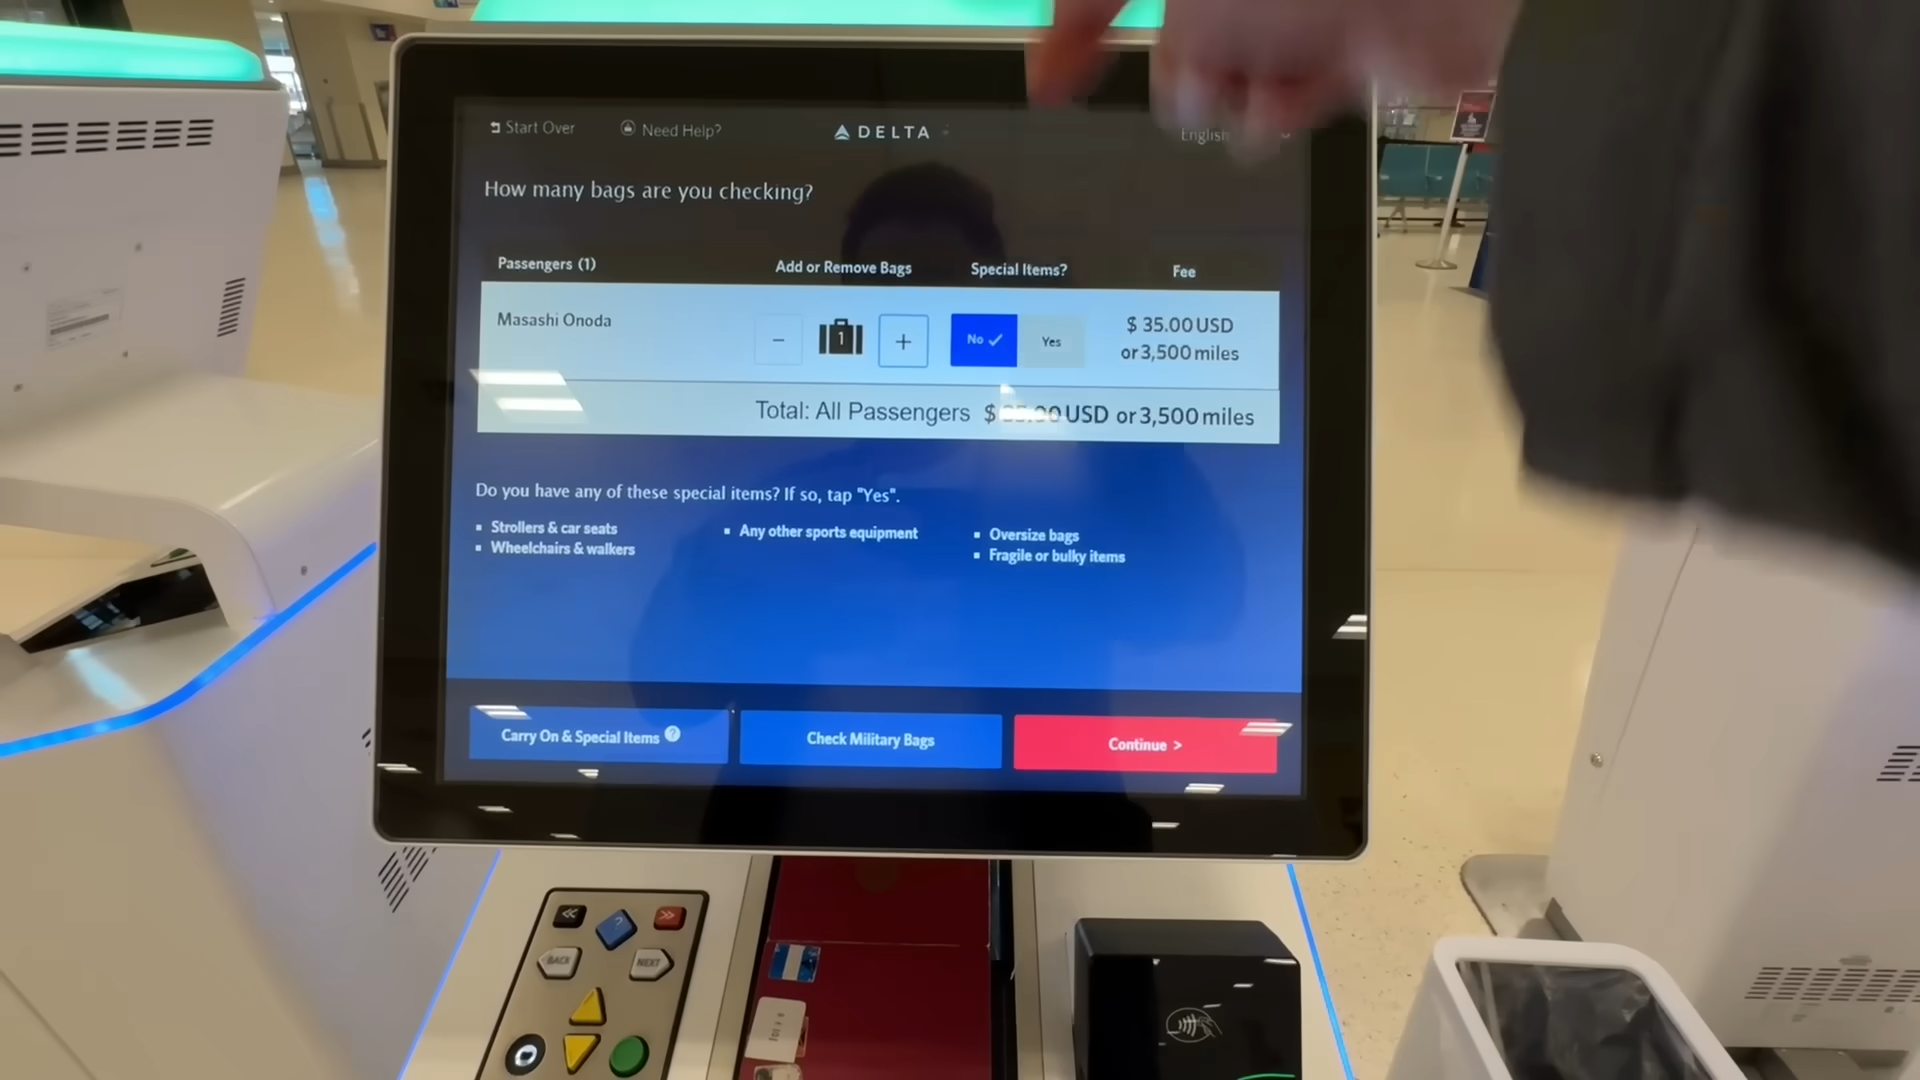 Start Over Need Help? DELTA English
How many bags are you checking?
Passengers (1) Add or Remove Bags Special Items? Fee
Masashi Onoda − 1 + No ✓ Yes $ 35.00 USD
or 3,500 miles
Total: All Passengers $ 35.00 USD or 3,500 miles
Do you have any of these special items? If so, tap "Yes".
▪ Strollers & car seats
▪ Wheelchairs & walkers
▪ Any other sports equipment
▪ Oversize bags
▪ Fragile or bulky items
Carry On & Special Items ? Check Military Bags Continue >
<< ? >>
BACK NEXT